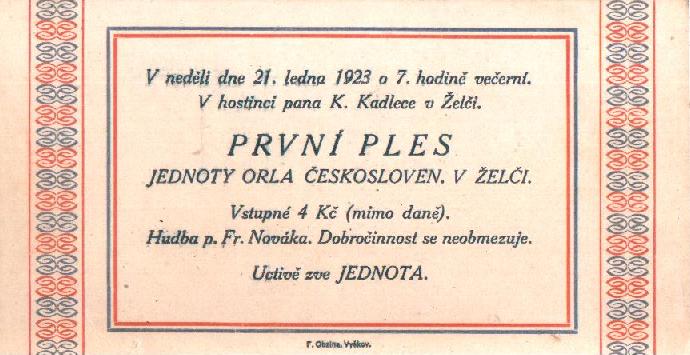 V neděli dne 21. ledna 1923 o 7. hodině večerní.
V hostinci pana K. Kadlece v Želči.
PRVNÍ PLES
JEDNOTY ORLA ČESKOSLOVEN. V ŽELČI.
Vstupné 4 Kč (mimo daně).
Hudba p. Fr. Nováka. Dobročinnost se neobmezuje.
Uctivě zve JEDNOTA.
F. Obzina, Vyškov.